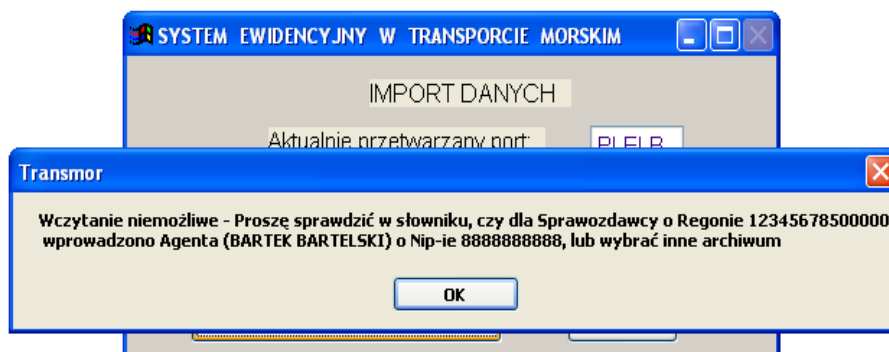 SYSTEM EWIDENCYJNY W TRANSPORCIE MORSKIM
IMPORT DANYCH
Aktualnie przetwarzany port: PLELB
Transmor
Wczytanie niemożliwe - Proszę sprawdzić w słowniku, czy dla Sprawozdawcy o Regonie 12345678500000
wprowadzono Agenta (BARTEK BARTELSKI) o Nip-ie 8888888888, lub wybrać inne archiwum
OK